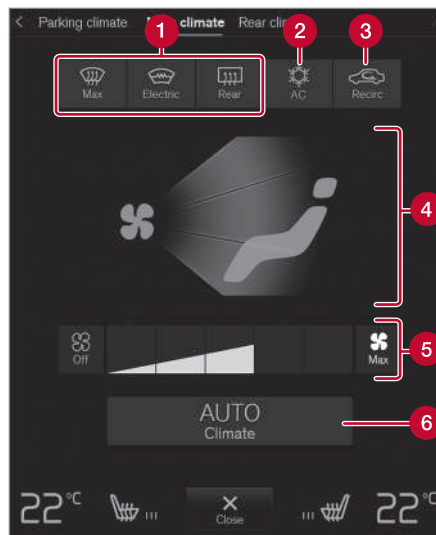 Parking climate climate Rear
1 2 3
Max Electric Rear AC Recirc
4
Off Max 5
AUTO 6
Climate
22°C Close 22°C